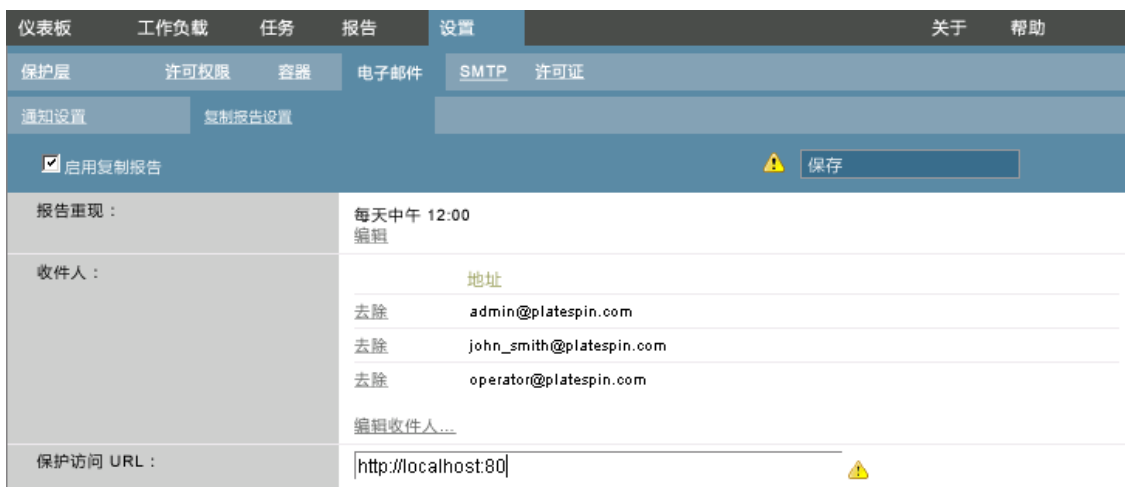 仪表板 工作负载 任务 报告 设置 关于 帮助
保护层 许可权限 容器 电子邮件 SMTP 许可证
通知设置 复制报告设置
启用复制报告 保存
报告重现： 每天中午 12:00
编辑
收件人：
地址
去除 admin@platespin.com
去除 john_smith@platespin.com
去除 operator@platespin.com
编辑收件人...
保护访问 URL： http://localhost:80